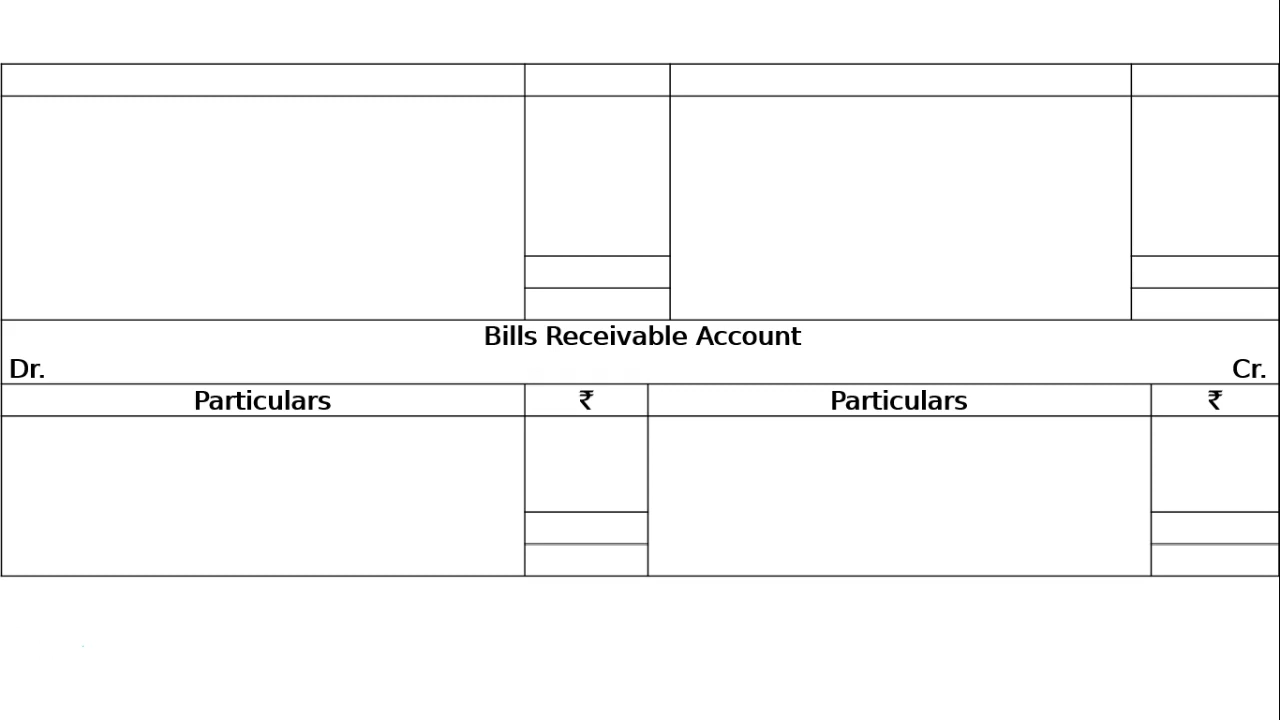 Bills Receivable Account
Dr. Cr.
Particulars ₹ Particulars ₹